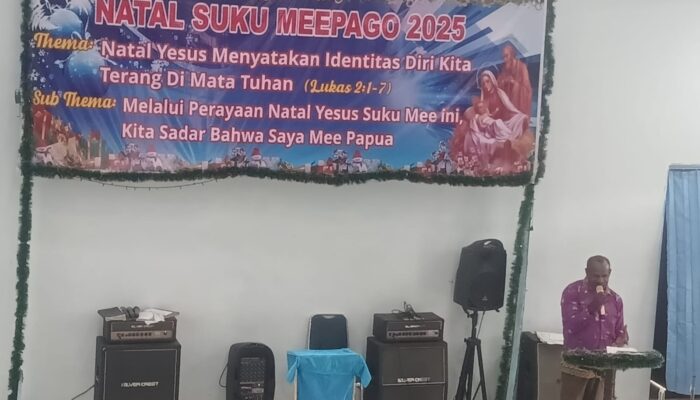 NATAL SUKU MEEPAGO 2025
Thema: Natal Yesus Menyatakan Identitas Diri Kita
Terang Di Mata Tuhan (Lukas 2:1-7)
Sub Thema: Melalui Perayaan Natal Yesus Suku Mee ini,
Kita Sadar Bahwa Saya Mee Papua
SILVER CREST
SILVER CREST